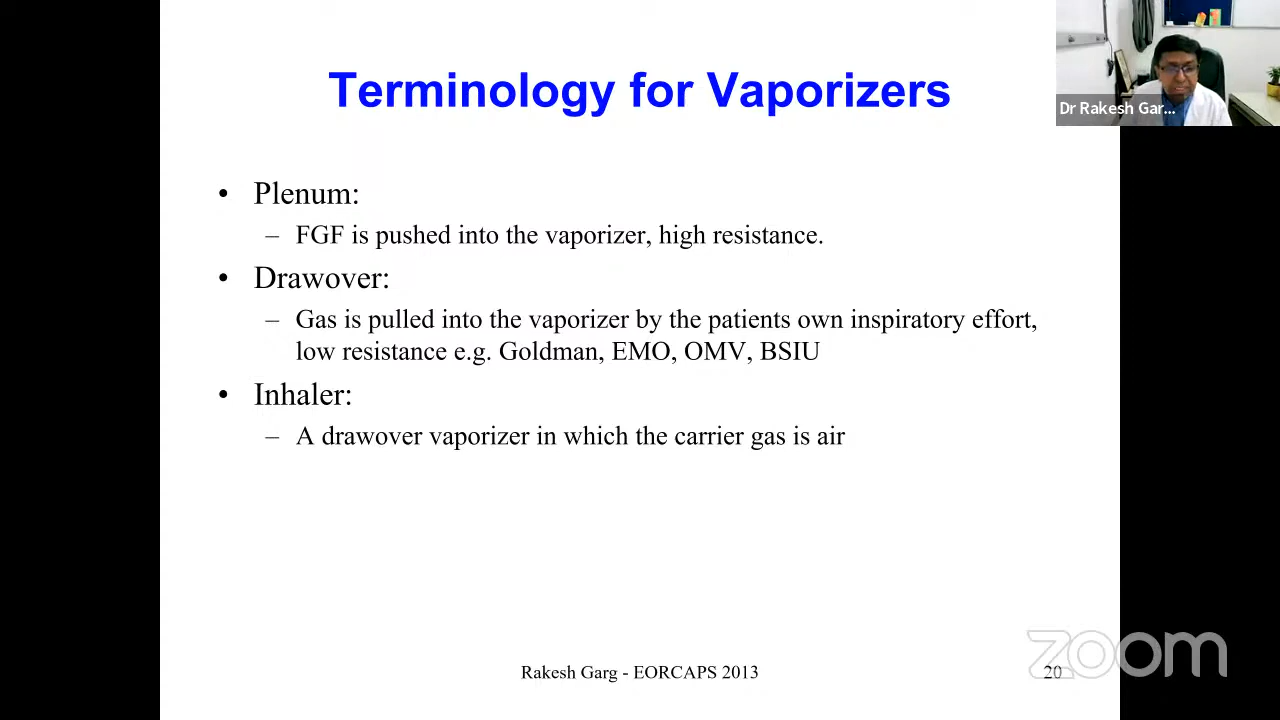 Terminology for Vaporizers
Dr Rakesh Gar...
• Plenum:
– FGF is pushed into the vaporizer, high resistance.
• Drawover:
– Gas is pulled into the vaporizer by the patients own inspiratory effort,
low resistance e.g. Goldman, EMO, OMV, BSIU
• Inhaler:
– A drawover vaporizer in which the carrier gas is air
Rakesh Garg - EORCAPS 2013
20
zoom